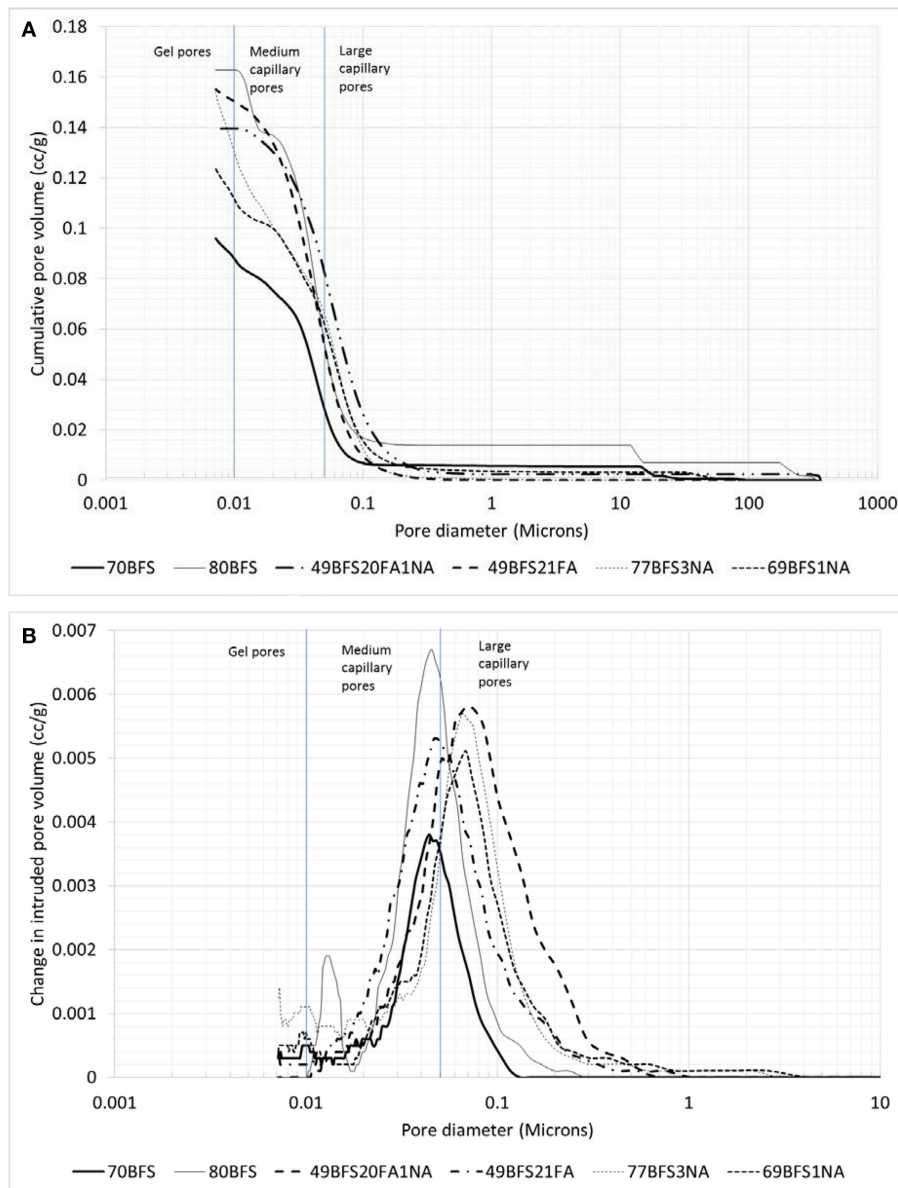 A
Cumulative pore volume (cc/g)
0.18
0.16
0.14
0.12
0.1
0.08
0.06
0.04
0.02
0
Gel pores
Medium
capillary
pores
Large
capillary
pores
0.001 0.01 0.1 1 10 100 1000
Pore diameter (Microns)
70BFS 80BFS 49BFS20FA1NA 49BFS21FA 77BFS3NA 69BFS1NA
B
Change in intruded pore volume (cc/g)
0.007
0.006
0.005
0.004
0.003
0.002
0.001
0
Gel pores
Medium
capillary
pores
Large
capillary
pores
0.001 0.01 0.1 1 10
Pore diameter (Microns)
70BFS 80BFS 49BFS20FA1NA 49BFS21FA 77BFS3NA 69BFS1NA